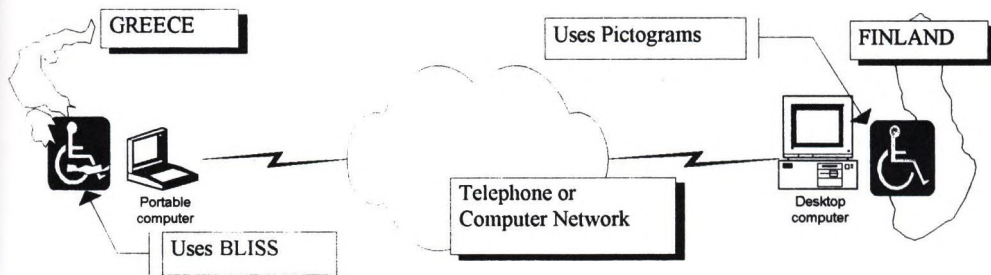 GREECE
Uses Pictograms
FINLAND
Portable
computer
Telephone or
Computer Network
Desktop
computer
Uses BLISS